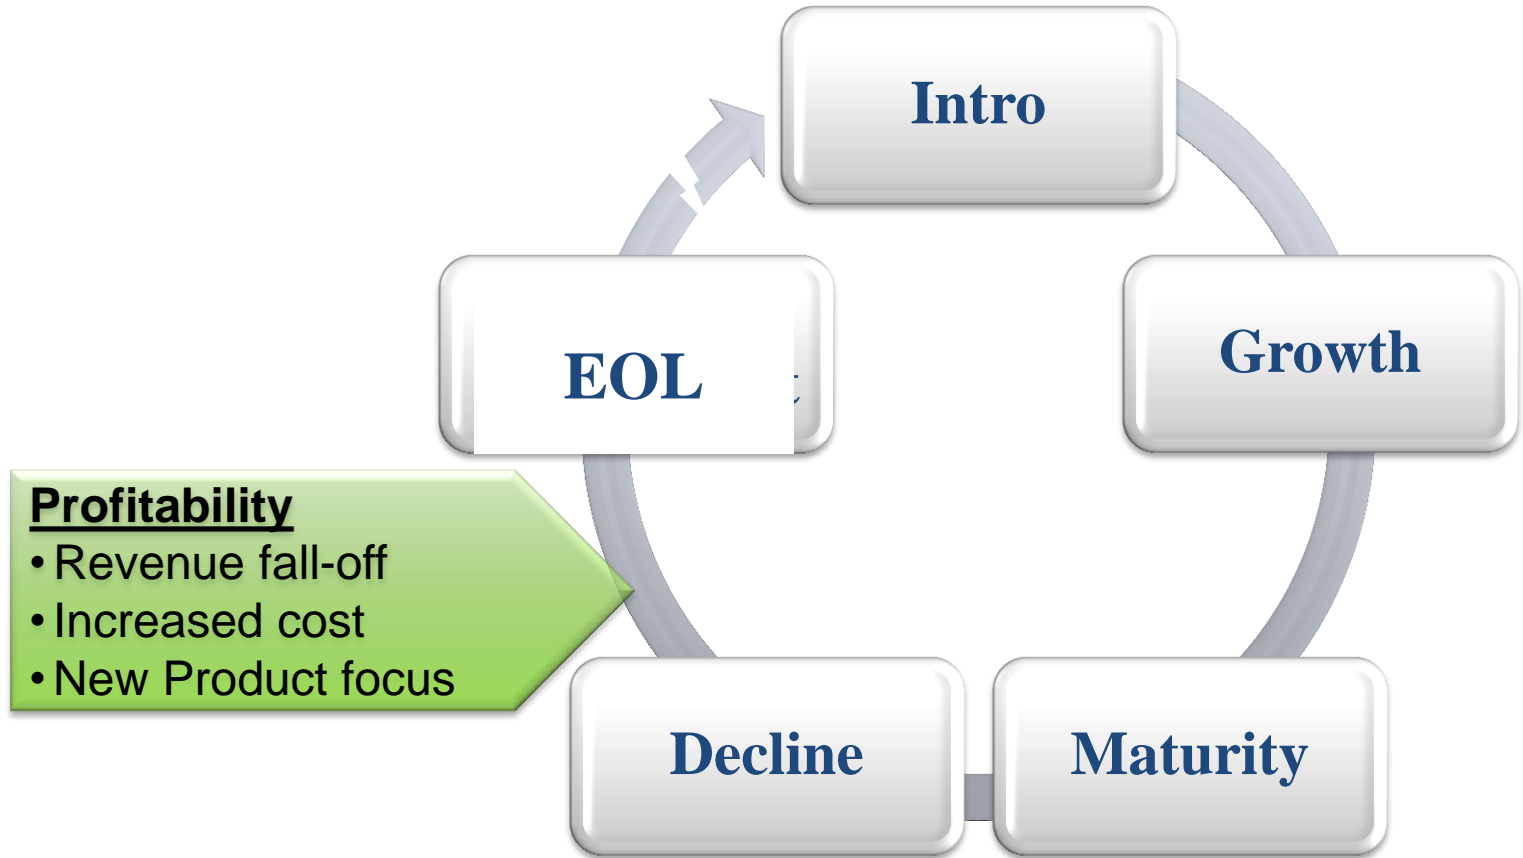 Intro
Growth
EOL
Profitability
• Revenue fall-off
• Increased cost
• New Product focus
Decline
Maturity